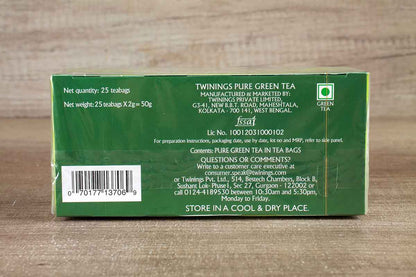 Net quantity: 25 teabags
Net weight: 25 teabags X 2g = 50g
TWININGS PURE GREEN TEA
MANUFACTURED & MARKETED BY:
TWININGS PRIVATE LIMITED,
G3-41, NEW B.B.T. ROAD, MAHESHTALA,
KOLKATA - 700 141, WEST BENGAL.
fssai
Lic No. 10012031000102
For preparation instructions, packaging date, use by date, lot no and MRP, refer to side panel.
Contents: PURE GREEN TEA IN TEA BAGS
QUESTIONS OR COMMENTS?
Write to a customer care executive at
consumer.speak@twinings.com
or Twinings Pvt. Ltd., 514, Bestech Chambers, Block B,
Sushant Lok- Phase1, Sec 27, Gurgaon - 122002 or
call 0124-4189530 between 10:30am and 5:30pm,
Monday to Friday.
STORE IN A COOL & DRY PLACE.
GREEN
TEA
0 70177 13706 9